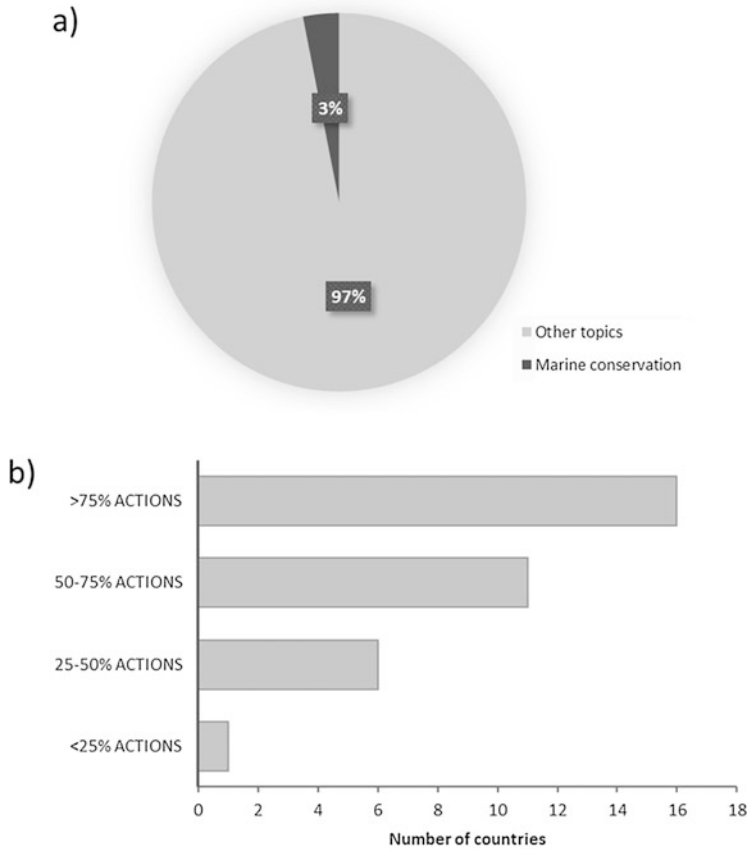 a)
3%
97%
Other topics
Marine conservation
b)
>75% ACTIONS
50-75% ACTIONS
25-50% ACTIONS
<25% ACTIONS
0 2 4 6 8 10 12 14 16 18
Number of countries